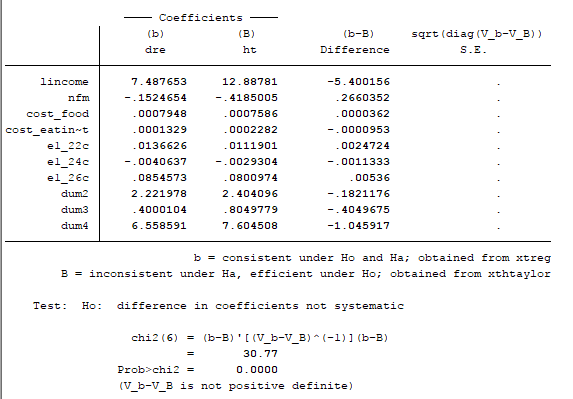 Coefficients
(b) (B) (b-B) sqrt(diag(V_b-V_B))
dre ht Difference S.E.
lincome 7.487653 12.88781 -5.400156 .
nfm -.1524654 -.4185005 .2660352 .
cost_food .0007948 .0007586 .0000362 .
cost_eatin~t .0001329 .0002282 -.0000953 .
e1_22c .0136626 .0111901 .0024724 .
e1_24c -.0040637 -.0029304 -.0011333 .
e1_26c .0854573 .0800974 .00536 .
dum2 2.221978 2.404096 -.1821176 .
dum3 .4000104 .8049779 -.4049675 .
dum4 6.558591 7.604508 -1.045917 .
b = consistent under Ho and Ha; obtained from xtreg
B = inconsistent under Ha, efficient under Ho; obtained from xthtaylor
Test: Ho: difference in coefficients not systematic
chi2(6) = (b-B)'[(V_b-V_B)^(-1)](b-B)
= 30.77
Prob>chi2 = 0.0000
(V_b-V_B is not positive definite)